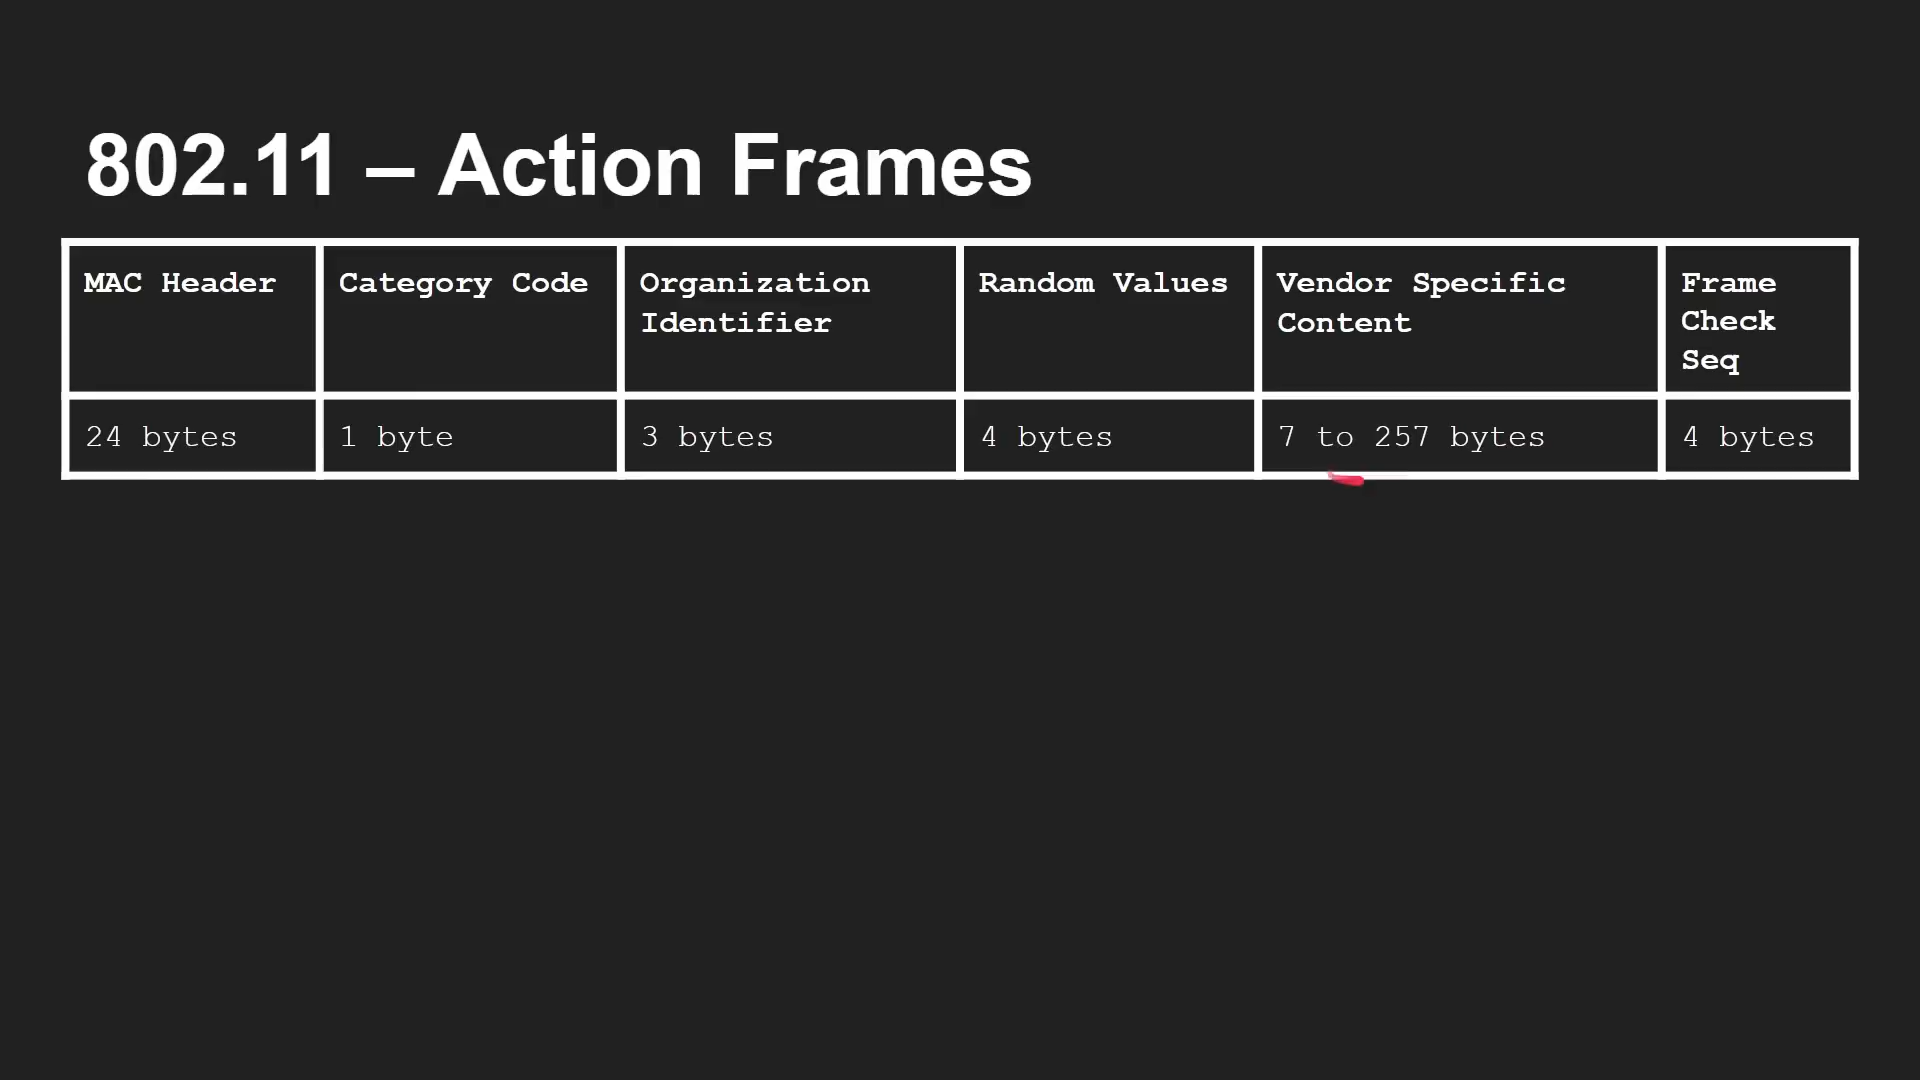 802.11 – Action Frames
MAC Header
Category Code
Organization
Identifier
Random Values
Vendor Specific
Content
Frame
Check
Seq
24 bytes
1 byte
3 bytes
4 bytes
7 to 257 bytes
4 bytes